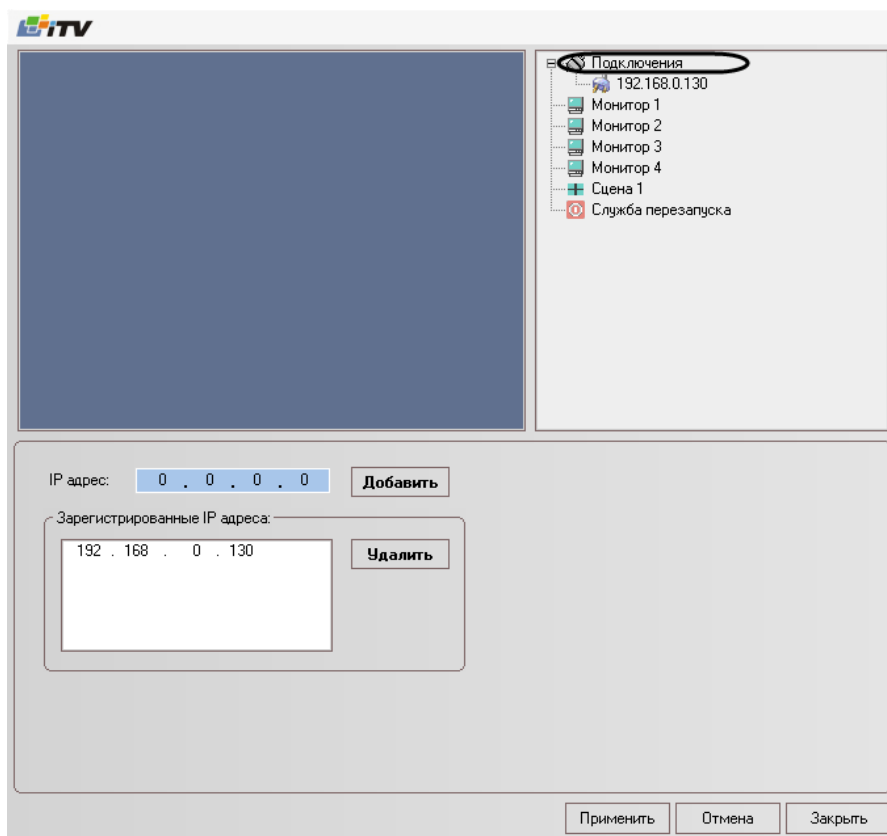 iTV
Подключения
192.168.0.130
Монитор 1
Монитор 2
Монитор 3
Монитор 4
Сцена 1
Служба перезапуска
IP адрес: 0 . 0 . 0 . 0 Добавить
Зарегистрированные IP адреса:
192 . 168 . 0 . 130 Удалить
Применить Отмена Закрыть